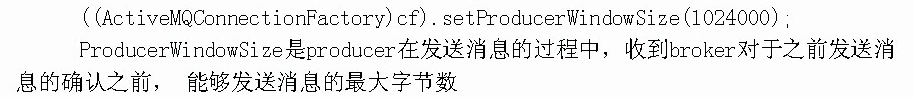 ((ActiveMQConnectionFactory)cf).setProducerWindowSize(1024000);
ProducerWindowSize是producer在发送消息的过程中，收到broker对于之前发送消
息的确认之前， 能够发送消息的最大字节数